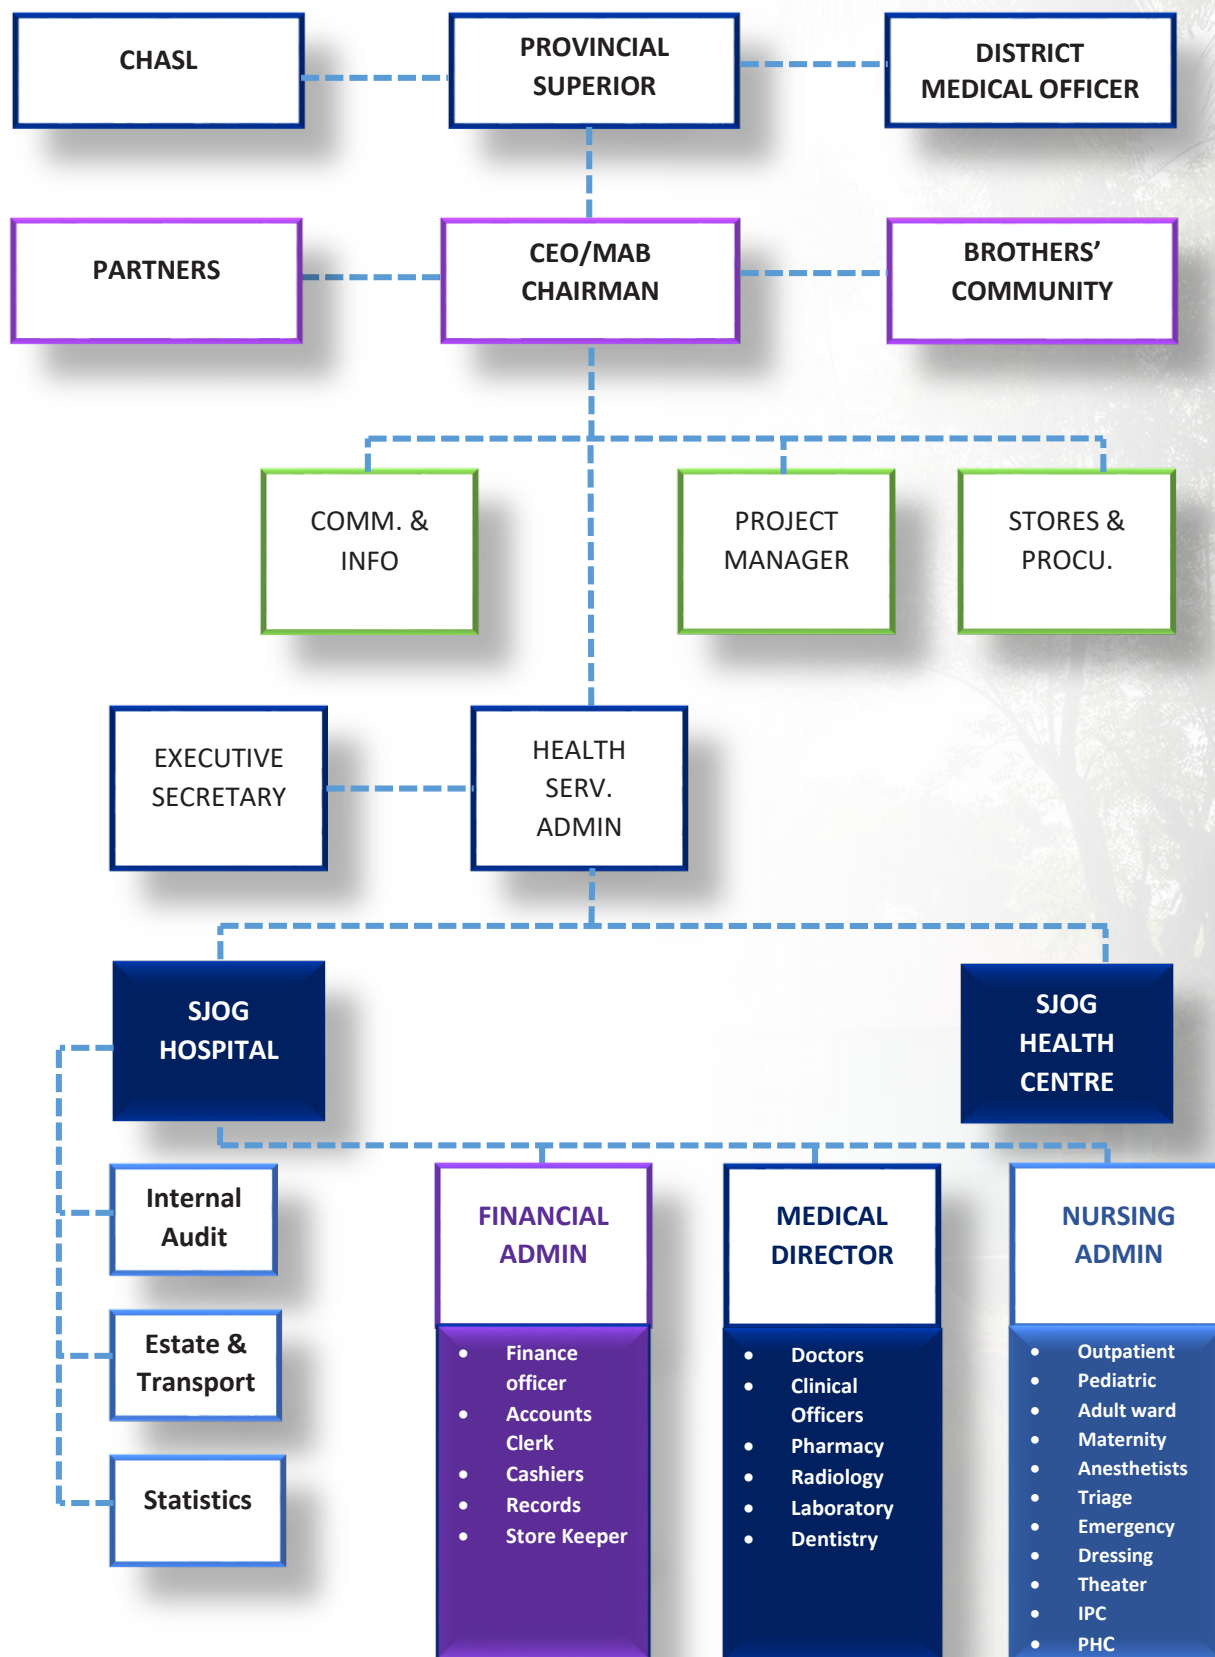 CHASL
PROVINCIAL
SUPERIOR
DISTRICT
MEDICAL OFFICER
PARTNERS
CEO/MAB
CHAIRMAN
BROTHERS’
COMMUNITY
COMM. &
INFO
PROJECT
MANAGER
STORES &
PROCU.
EXECUTIVE
SECRETARY
HEALTH
SERV.
ADMIN
SJOG
HOSPITAL
SJOG
HEALTH
CENTRE
Internal
Audit
Estate &
Transport
Statistics
FINANCIAL
ADMIN
• Finance
officer
• Accounts
Clerk
• Cashiers
• Records
• Store Keeper
MEDICAL
DIRECTOR
• Doctors
• Clinical
Officers
• Pharmacy
• Radiology
• Laboratory
• Dentistry
NURSING
ADMIN
• Outpatient
• Pediatric
• Adult ward
• Maternity
• Anesthetists
• Triage
• Emergency
• Dressing
• Theater
• IPC
• PHC